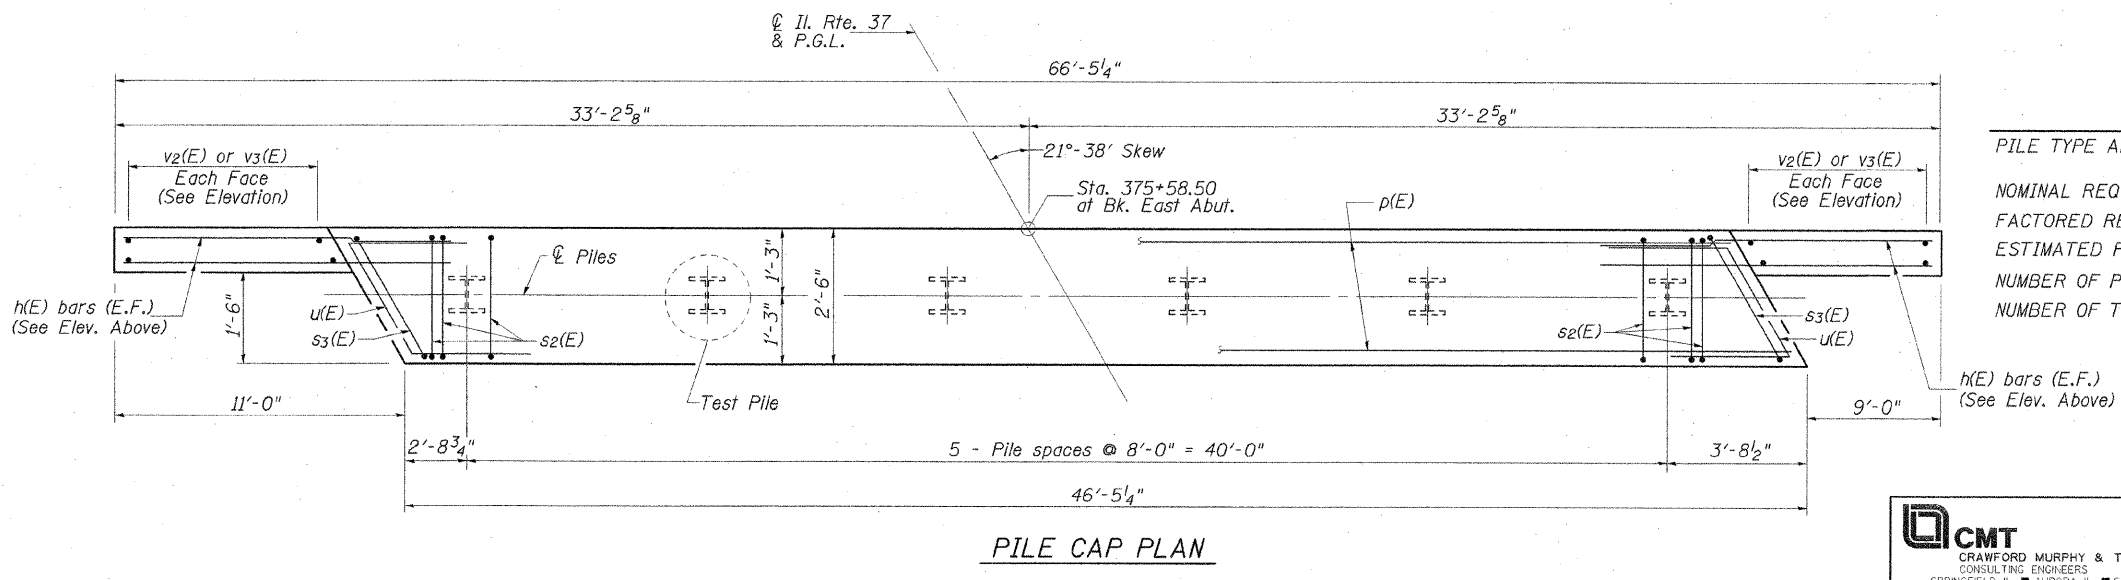 ℄ Il. Rte. 37
& P.G.L.
66'-5¼"
33'-2⅝"
33'-2⅝"
21°-38' Skew
Sta. 375+58.50
at Bk. East Abut.
v2(E) or v3(E)
Each Face
(See Elevation)
v2(E) or v3(E)
Each Face
(See Elevation)
p(E)
℄ Piles
1'-3"
1'-3"
2'-6"
1'-6"
h(E) bars (E.F.)
(See Elev. Above)
u(E)
s3(E)
s2(E)
Test Pile
s2(E)
s3(E)
u(E)
h(E) bars (E.F.)
(See Elev. Above)
11'-0"
9'-0"
2'-8¾"
5 - Pile spaces @ 8'-0" = 40'-0"
3'-8½"
46'-5¼"
PILE CAP PLAN
PILE TYPE A
NOMINAL REQ
FACTORED RE
ESTIMATED P
NUMBER OF P
NUMBER OF T
CMT
CRAWFORD MURPHY & T
CONSULTING ENGINEERS